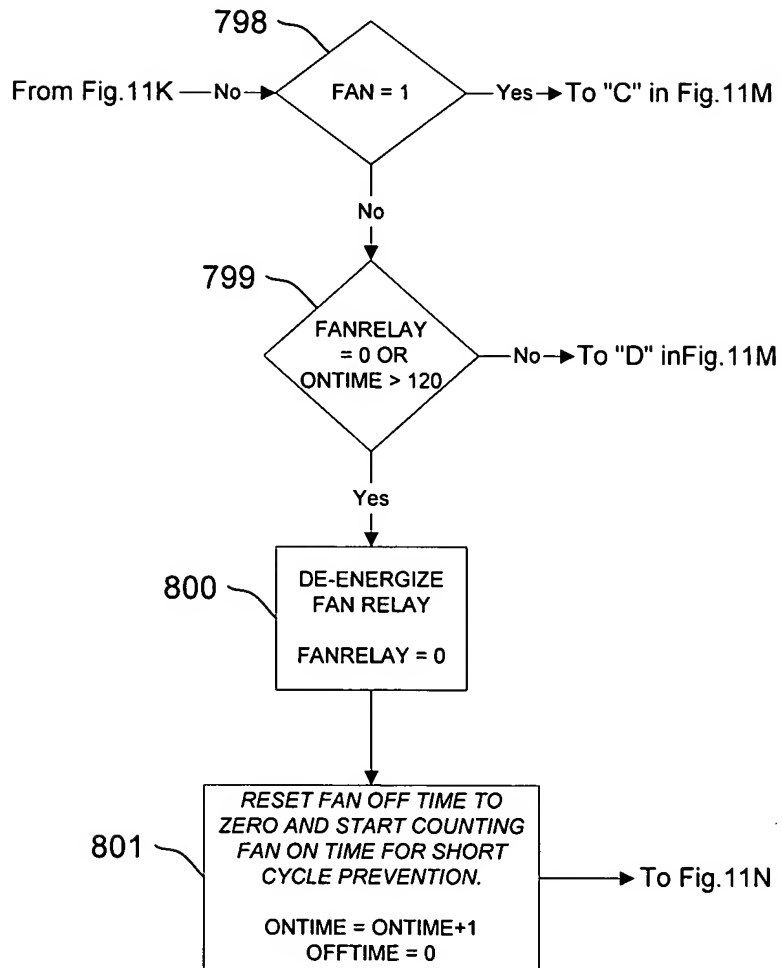 798
From Fig.11K No FAN = 1 Yes To "C" in Fig.11M
No
799
FANRELAY
= 0 OR
ONTIME > 120
No To "D" inFig.11M
Yes
800
DE-ENERGIZE
FAN RELAY
FANRELAY = 0
801
RESET FAN OFF TIME TO
ZERO AND START COUNTING
FAN ON TIME FOR SHORT
CYCLE PREVENTION.
To Fig.11N
ONTIME = ONTIME+1
OFFTIME = 0